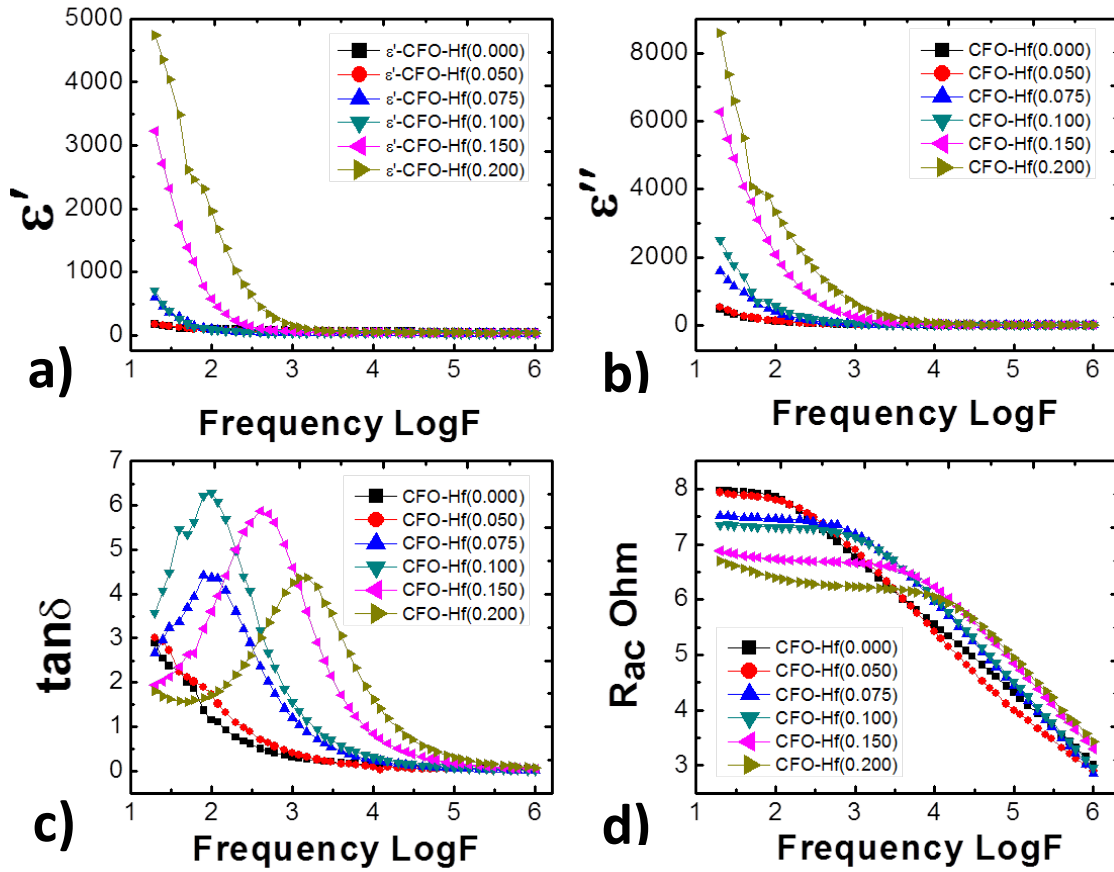 5000
4000
3000
2000
1000
0
ε'
ε'-CFO-Hf(0.000)
ε'-CFO-Hf(0.050)
ε'-CFO-Hf(0.075)
ε'-CFO-Hf(0.100)
ε'-CFO-Hf(0.150)
ε'-CFO-Hf(0.200)
1 2 3 4 5 6
a)
Frequency LogF
8000
6000
4000
2000
0
ε''
CFO-Hf(0.000)
CFO-Hf(0.050)
CFO-Hf(0.075)
CFO-Hf(0.100)
CFO-Hf(0.150)
CFO-Hf(0.200)
1 2 3 4 5 6
b)
Frequency LogF
7
6
5
4
3
2
1
0
tanδ
CFO-Hf(0.000)
CFO-Hf(0.050)
CFO-Hf(0.075)
CFO-Hf(0.100)
CFO-Hf(0.150)
CFO-Hf(0.200)
1 2 3 4 5 6
c)
Frequency LogF
8
7
6
5
4
3
Rac Ohm
CFO-Hf(0.000)
CFO-Hf(0.050)
CFO-Hf(0.075)
CFO-Hf(0.100)
CFO-Hf(0.150)
CFO-Hf(0.200)
1 2 3 4 5 6
d)
Frequency LogF